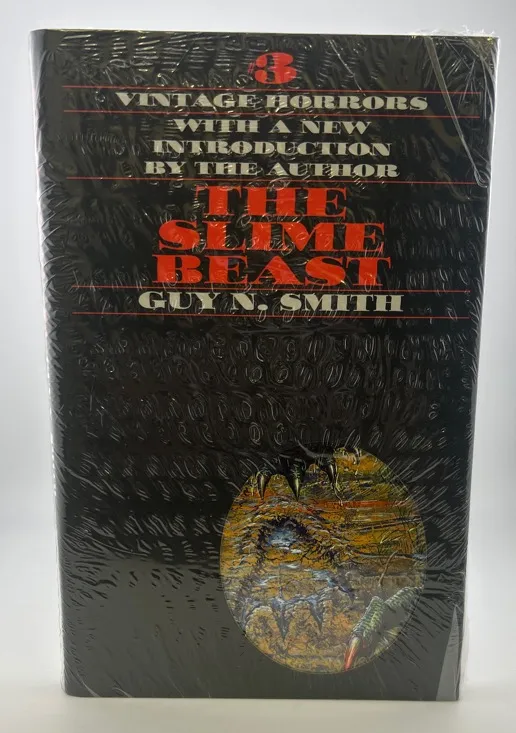 3
VINTAGE HORRORS
WITH A NEW
INTRODUCTION
BY THE AUTHOR
THE
SLIME
BEAST
GUY N. SMITH